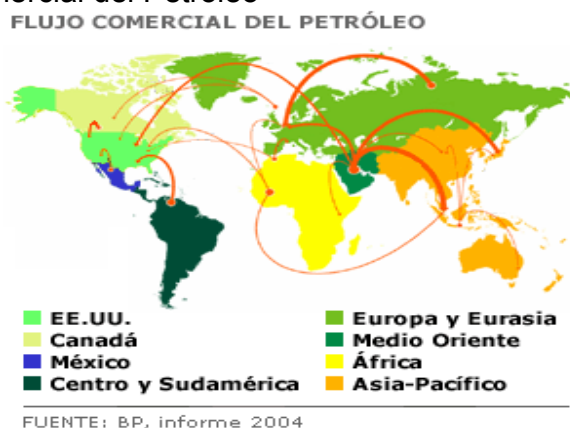 FLUJO COMERCIAL DEL PETRÓLEO
EE.UU.
Canadá
México
Centro y Sudamérica
Europa y Eurasia
Medio Oriente
África
Asia-Pacífico
FUENTE: BP, informe 2004